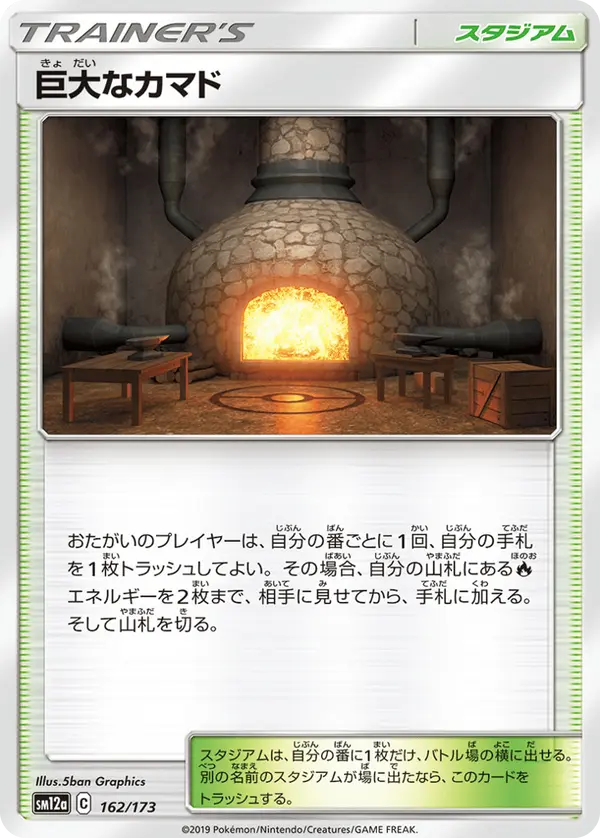 TRAINER'S
スタジアム
きょ だい
巨大なカマド
おたがいのプレイヤーは、自分の番ごとに1回、自分の手札
を1枚トラッシュしてよい。その場合、自分の山札にある
エネルギーを2枚まで、相手に見せてから、手札に加える。
そして山札を切る。
スタジアムは、自分の番に1枚だけ、バトル場の横に出せる。
別の名前のスタジアムが場に出たなら、このカードを
トラッシュする。
Illus.5ban Graphics
sm12a C 162/173
©2019 Pokémon/Nintendo/Creatures/GAME FREAK.